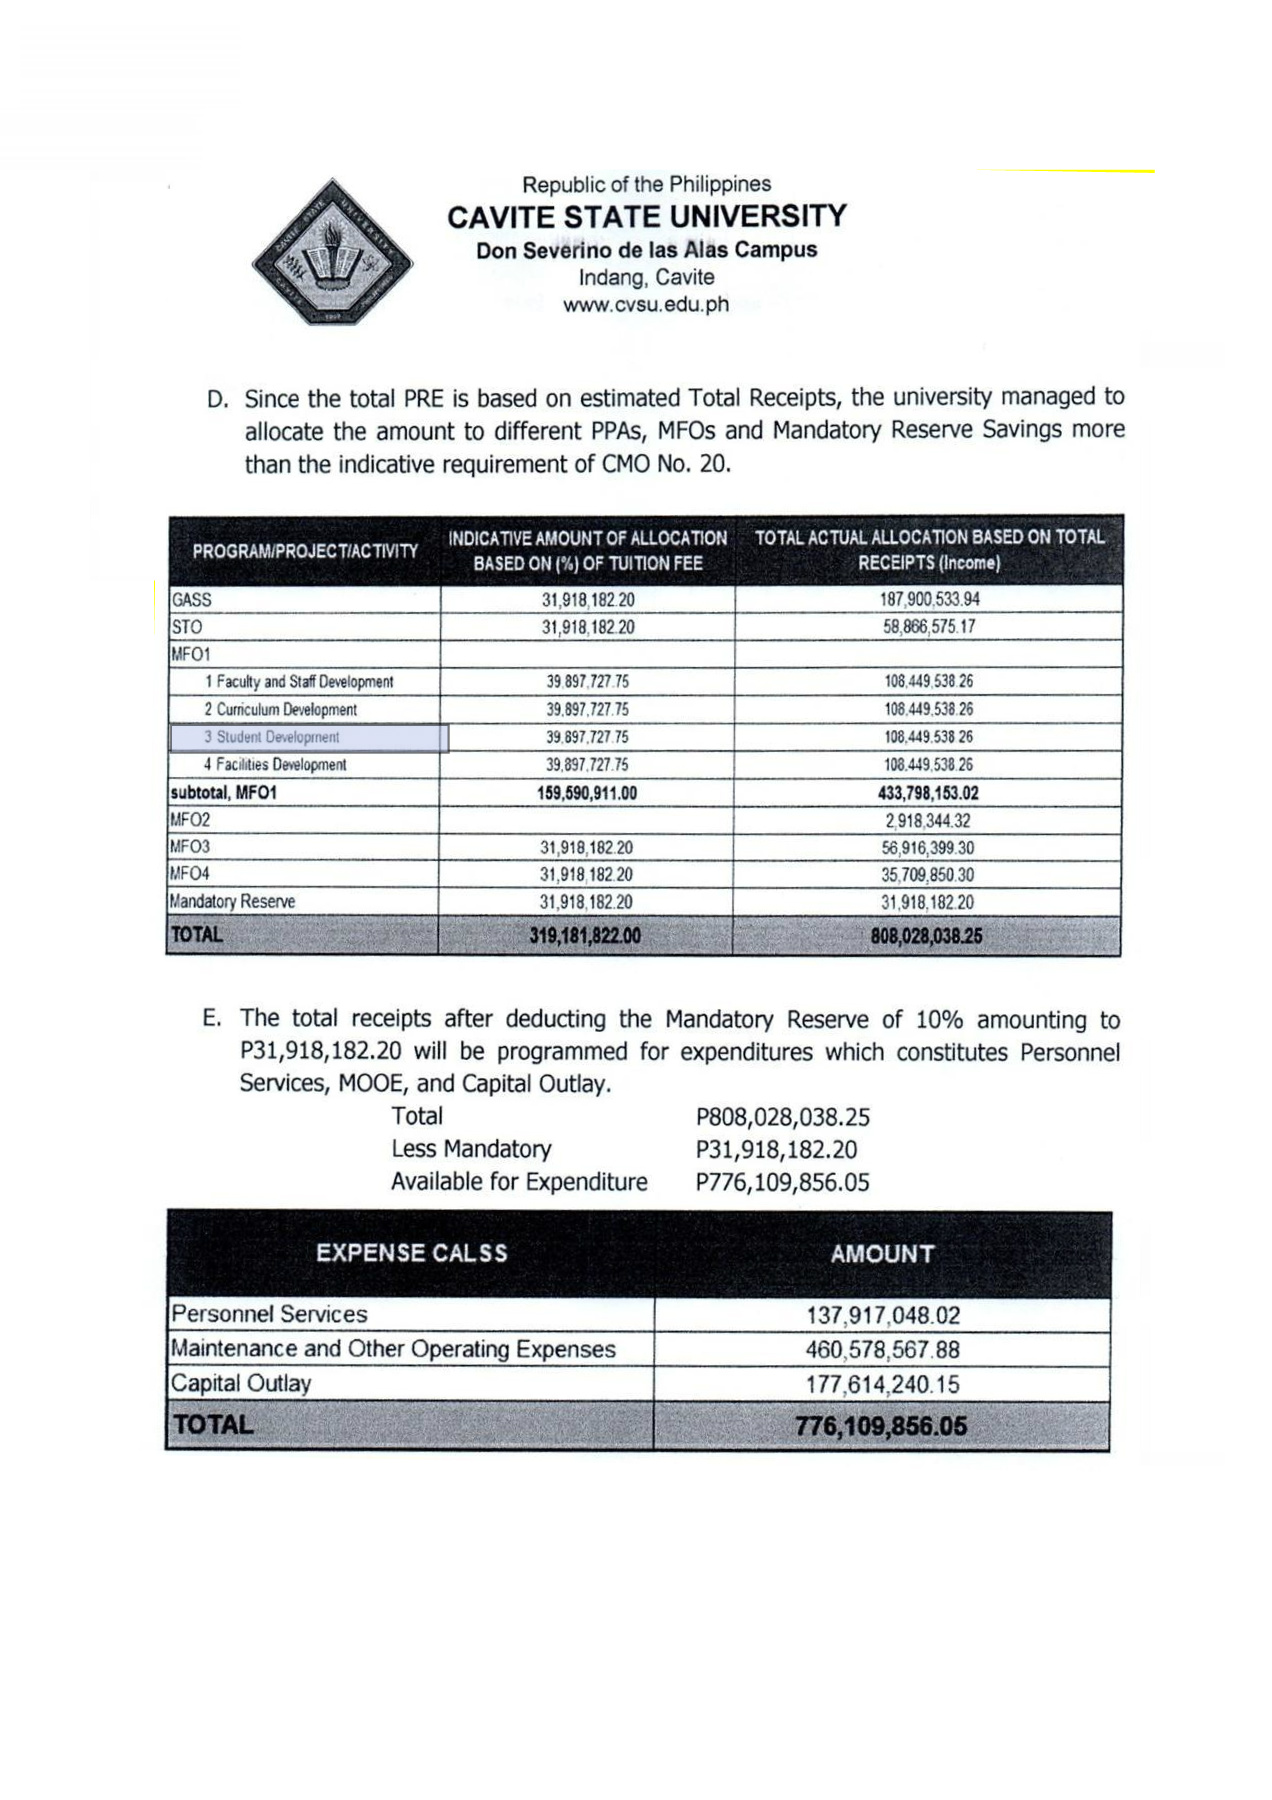 Republic of the Philippines
CAVITE STATE UNIVERSITY
Don Severino de las Alas Campus
Indang, Cavite
www.cvsu.edu.ph
D. Since the total PRE is based on estimated Total Receipts, the university managed to
allocate the amount to different PPAs, MFOs and Mandatory Reserve Savings more
than the indicative requirement of CMO No. 20.
PROGRAM/PROJECT/ACTIVITY INDICATIVE AMOUNT OF ALLOCATION BASED ON (%) OF TUITION FEE TOTAL ACTUAL ALLOCATION BASED ON TOTAL RECEIPTS (Income)
GASS 31,918,182.20 187,900,533.94
STO 31,918,182.20 58,866,575.17
MFO1
1 Faculty and Staff Development 39,897,727.75 108,449,538.26
2 Curriculum Development 39,897,727.75 108,449,538.26
3 Student Development 39,897,727.75 108,449,538.26
4 Facilities Development 39,897,727.75 108,449,538.26
subtotal, MFO1 159,590,911.00 433,798,153.02
MFO2 2,918,344.32
MFO3 31,918,182.20 56,916,399.30
MFO4 31,918,182.20 35,709,850.30
Mandatory Reserve 31,918,182.20 31,918,182.20
TOTAL 319,181,822.00 808,028,038.25
E. The total receipts after deducting the Mandatory Reserve of 10% amounting to
P31,918,182.20 will be programmed for expenditures which constitutes Personnel
Services, MOOE, and Capital Outlay.
Total P808,028,038.25
Less Mandatory P31,918,182.20
Available for Expenditure P776,109,856.05
EXPENSE CALSS AMOUNT
Personnel Services 137,917,048.02
Maintenance and Other Operating Expenses 460,578,567.88
Capital Outlay 177,614,240.15
TOTAL 776,109,856.05